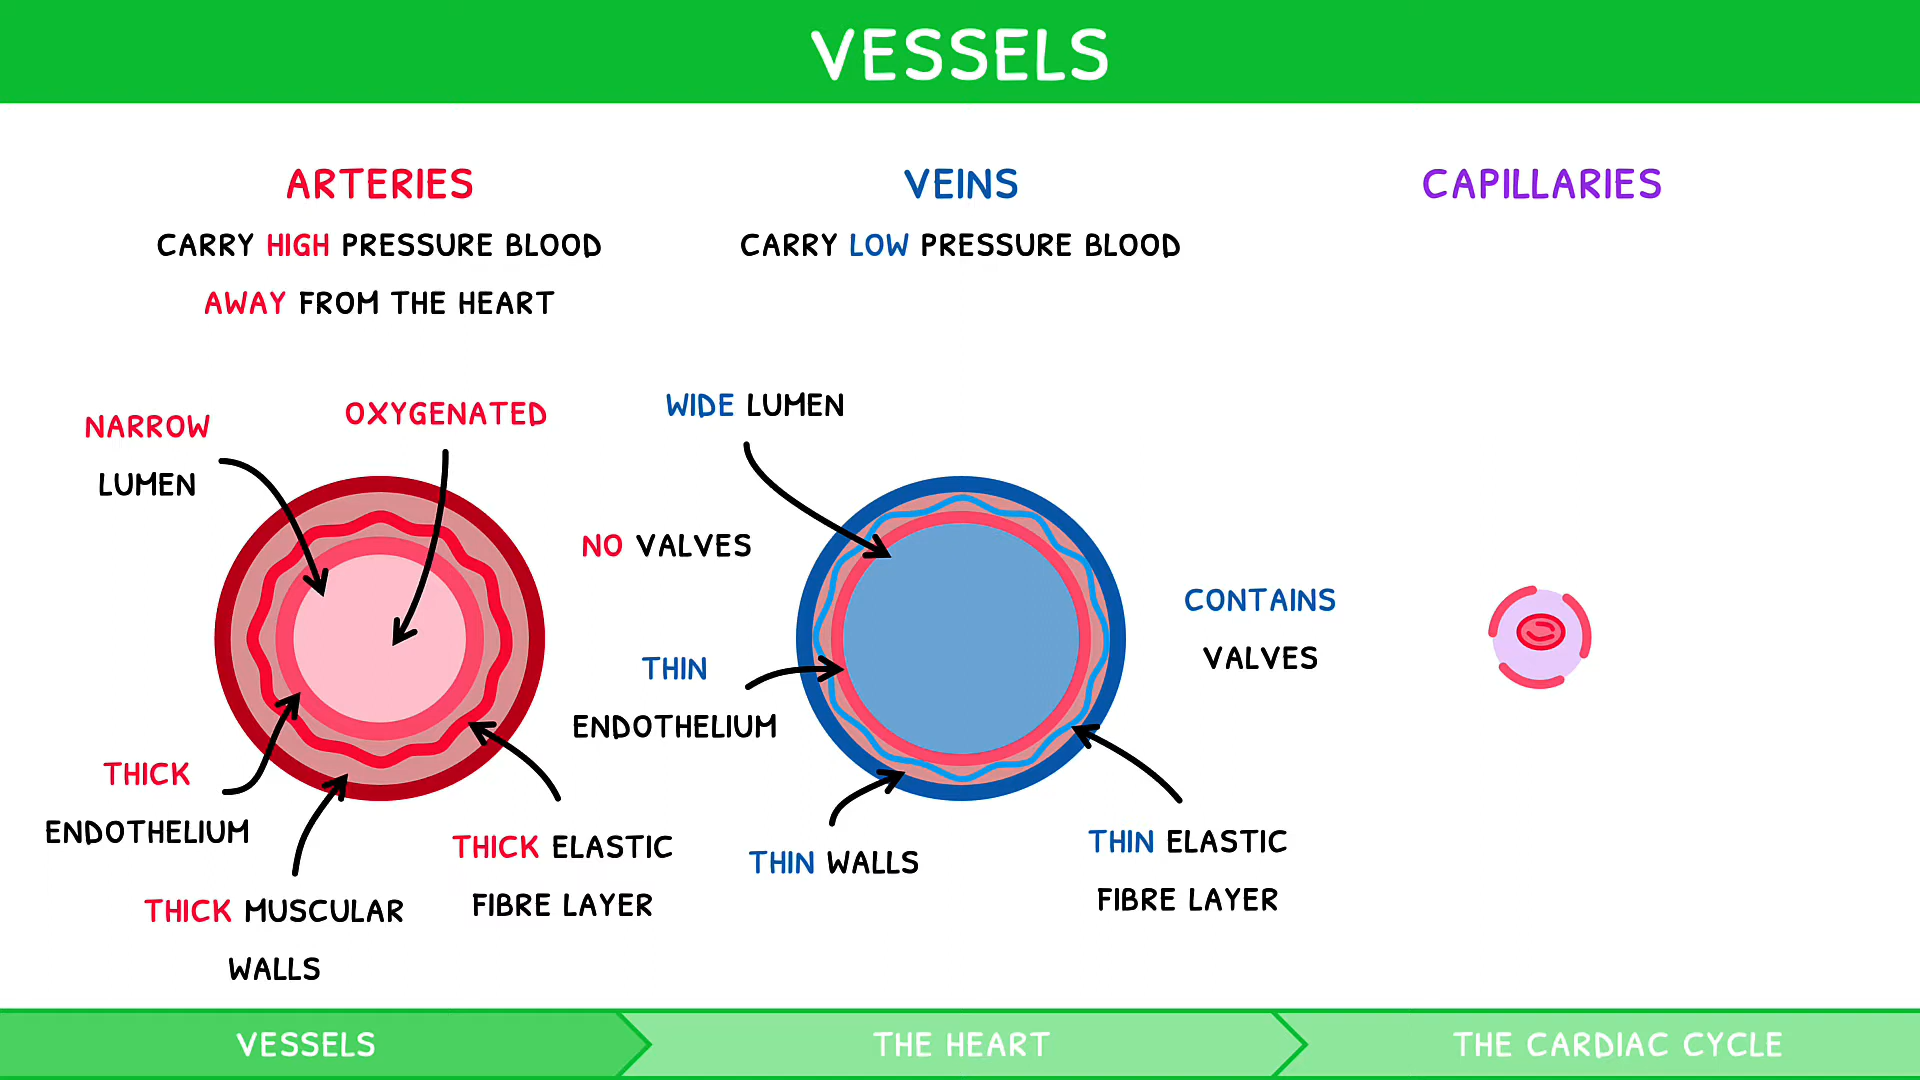 VESSELS
ARTERIES
CARRY HIGH PRESSURE BLOOD
AWAY FROM THE HEART
NARROW
LUMEN
OXYGENATED
NO VALVES
THICK
ENDOTHELIUM
THICK MUSCULAR
WALLS
THICK ELASTIC
FIBRE LAYER
VEINS
CARRY LOW PRESSURE BLOOD
WIDE LUMEN
THIN
ENDOTHELIUM
THIN WALLS
THIN ELASTIC
FIBRE LAYER
CONTAINS
VALVES
CAPILLARIES
VESSELS
THE HEART
THE CARDIAC CYCLE